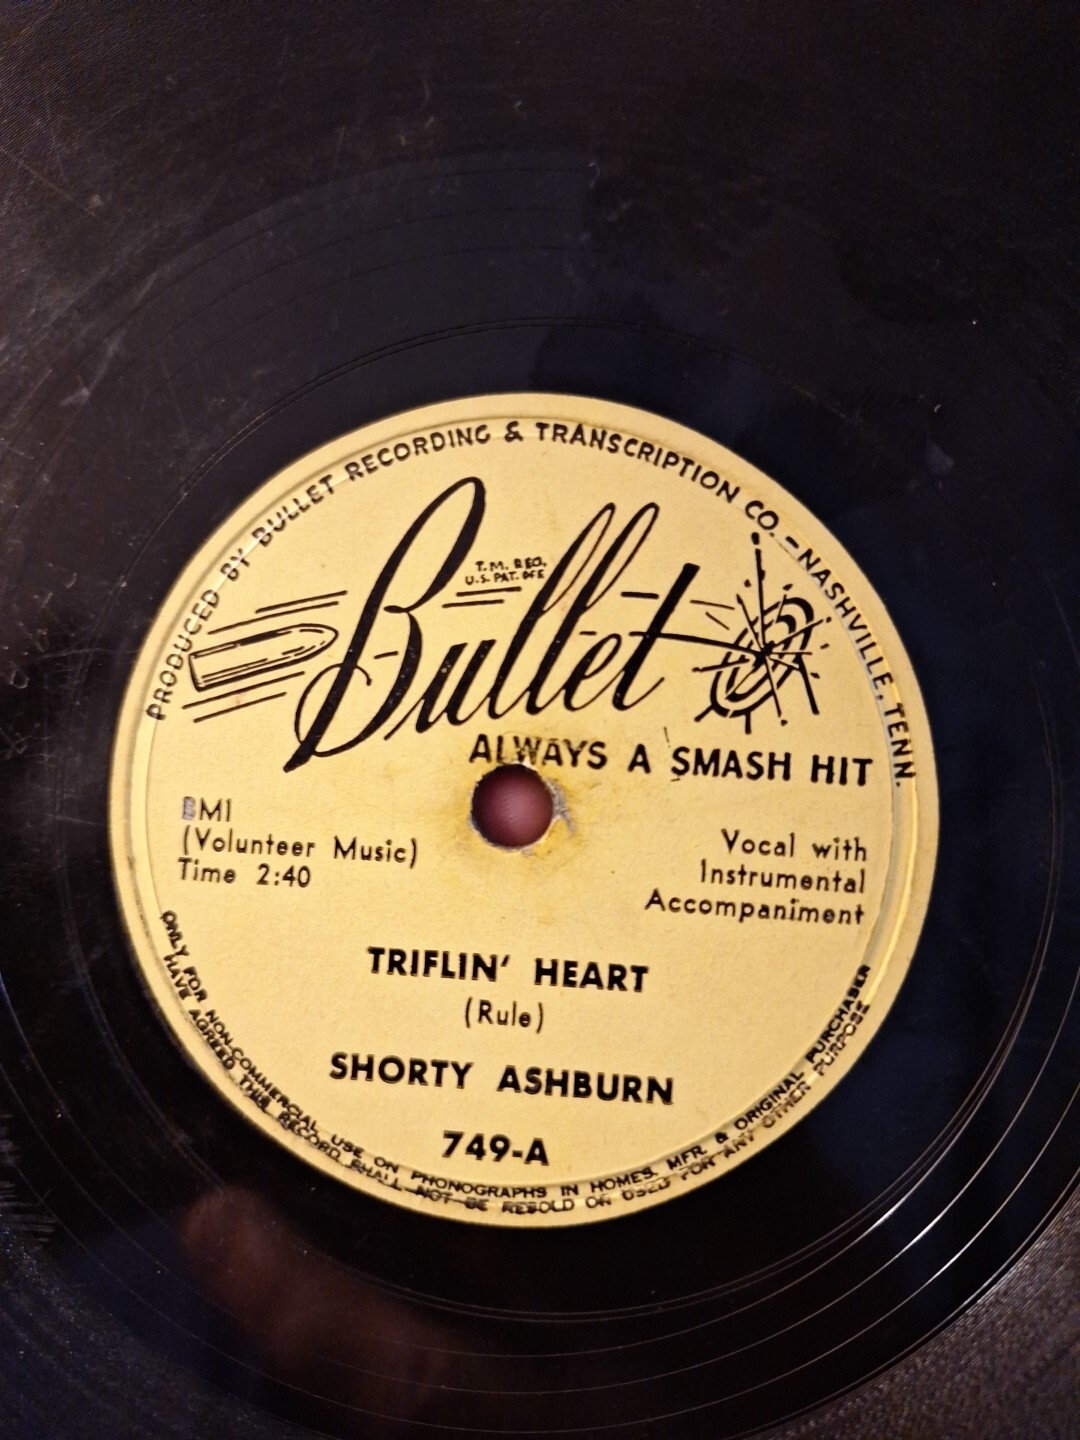 PRODUCED BY BULLET RECORDING & TRANSCRIPTION CO. - NASHVILLE, TENN.
Bullet
T.M. REG.
U.S. PAT. OFF.
ALWAYS A SMASH HIT
BMI
(Volunteer Music)
Time 2:40
Vocal with
Instrumental
Accompaniment
TRIFLIN' HEART
(Rule)
SHORTY ASHBURN
749-A
ONLY FOR NON-COMMERCIAL USE ON PHONOGRAPHS IN HOMES. MFR. & ORIGINAL PURCHASER
HAVE AGREED THIS RECORD SHALL NOT BE RESOLD OR USED FOR ANY OTHER PURPOSE